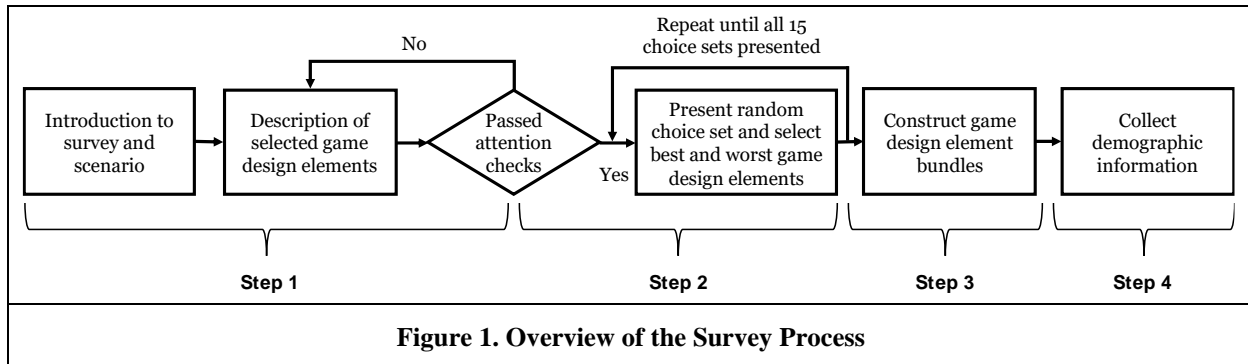 Repeat until all 15
choice sets presented
No
Introduction to
survey and
scenario
Description of
selected game
design elements
Passed
attention
checks
Yes
Present random
choice set and select
best and worst game
design elements
Construct game
design element
bundles
Collect
demographic
information
Step 1
Step 2
Step 3
Step 4
Figure 1. Overview of the Survey Process